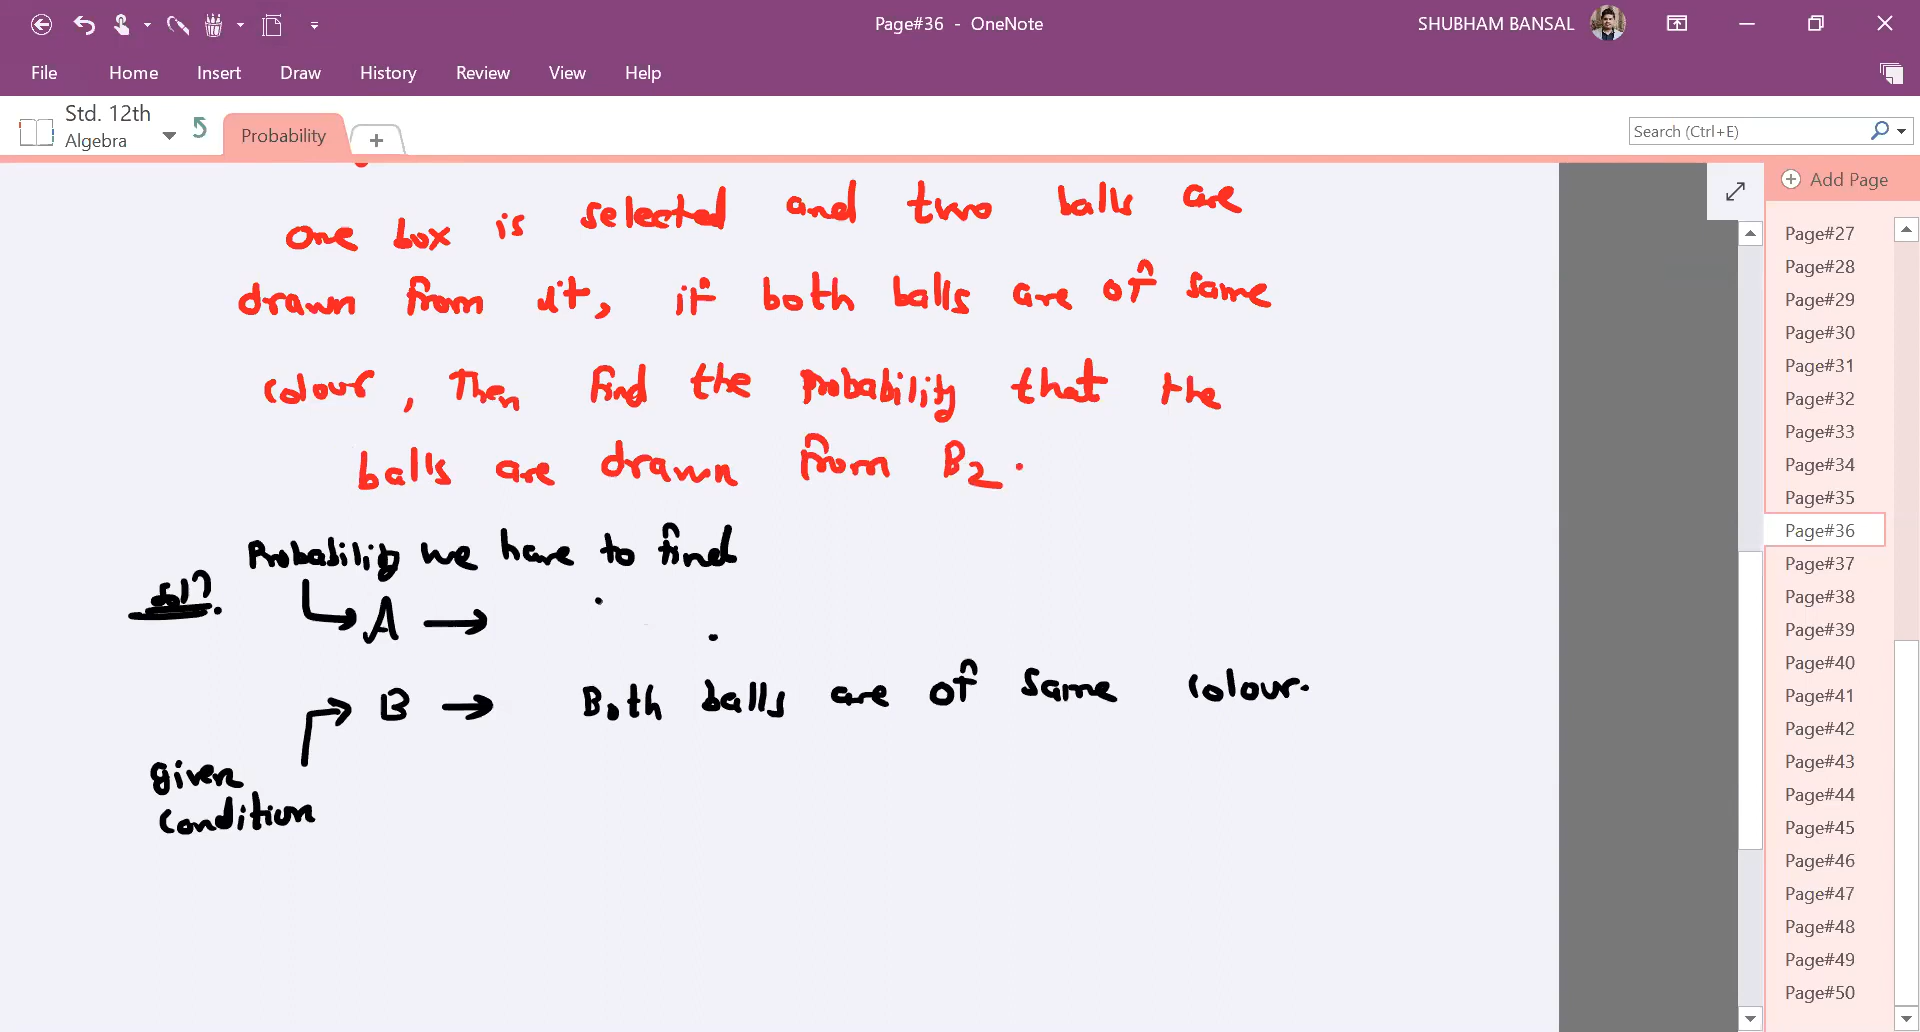 Page#36 - OneNote
SHUBHAM BANSAL
File Home Insert Draw History Review View Help
Std. 12th
Algebra
Probability
Search (Ctrl+E)
Add Page
one box is selected and two balls are
drawn from it, if both balls are of same
colour, Then find the Probability that the
balls are drawn from B2.
Probability we have to find
Sol?.
A →
B → Both balls are of same colour.
given
condition
Page#27
Page#28
Page#29
Page#30
Page#31
Page#32
Page#33
Page#34
Page#35
Page#36
Page#37
Page#38
Page#39
Page#40
Page#41
Page#42
Page#43
Page#44
Page#45
Page#46
Page#47
Page#48
Page#49
Page#50